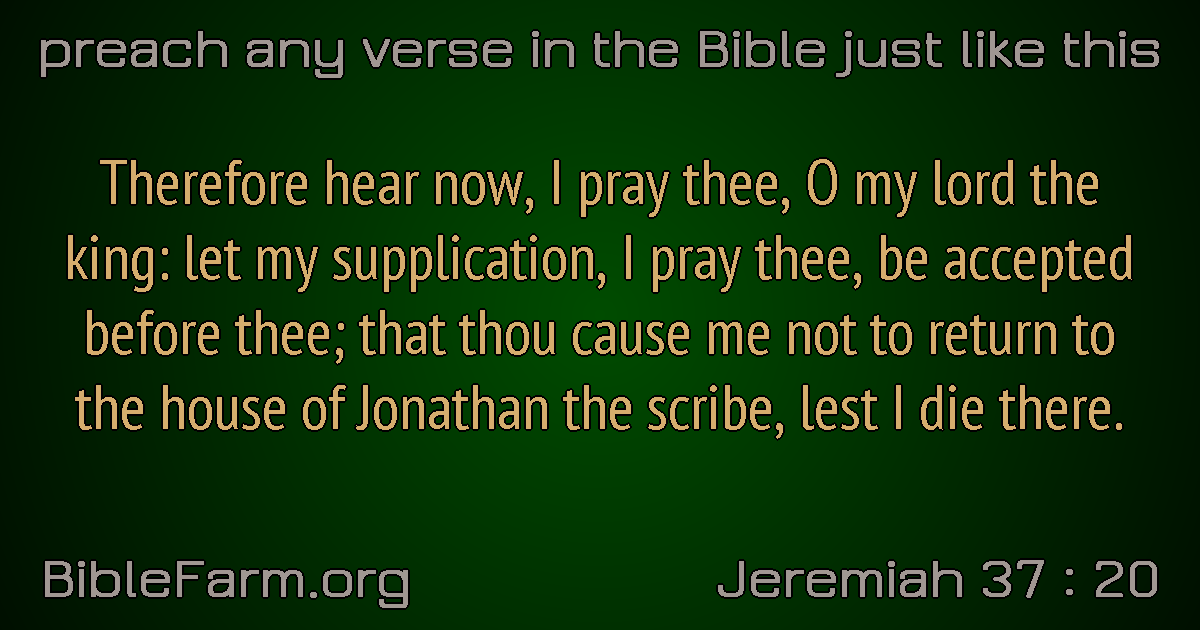 preach any verse in the Bible just like this
Therefore hear now, I pray thee, O my lord the
king: let my supplication, I pray thee, be accepted
before thee; that thou cause me not to return to
the house of Jonathan the scribe, lest I die there.
BibleFarm.org
Jeremiah 37 : 20